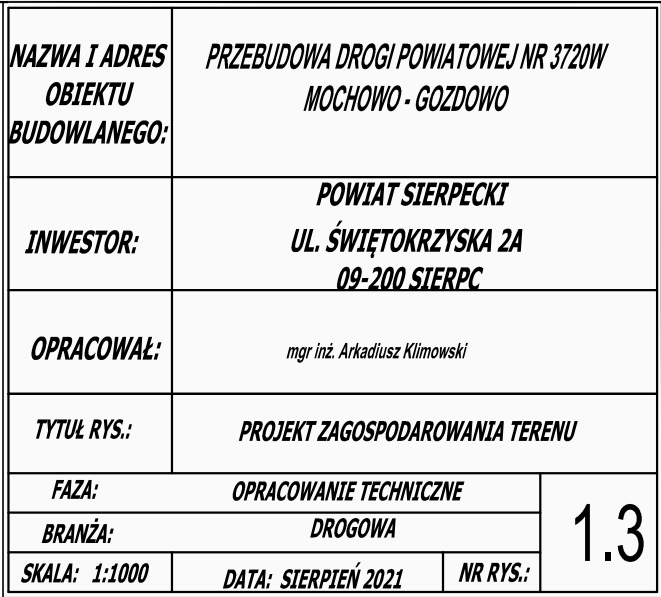 NAZWA I ADRES
OBIEKTU
BUDOWLANEGO:
PRZEBUDOWA DROGI POWIATOWEJ NR 3720W
MOCHOWO - GOZDOWO
INWESTOR:
POWIAT SIERPECKI
UL. ŚWIĘTOKRZYSKA 2A
09-200 SIERPC
OPRACOWAŁ:
mgr inż. Arkadiusz Klimowski
TYTUŁ RYS.:
PROJEKT ZAGOSPODAROWANIA TERENU
FAZA:
OPRACOWANIE TECHNICZNE
BRANŻA:
DROGOWA
SKALA: 1:1000
DATA: SIERPIEŃ 2021
NR RYS.:
1.3